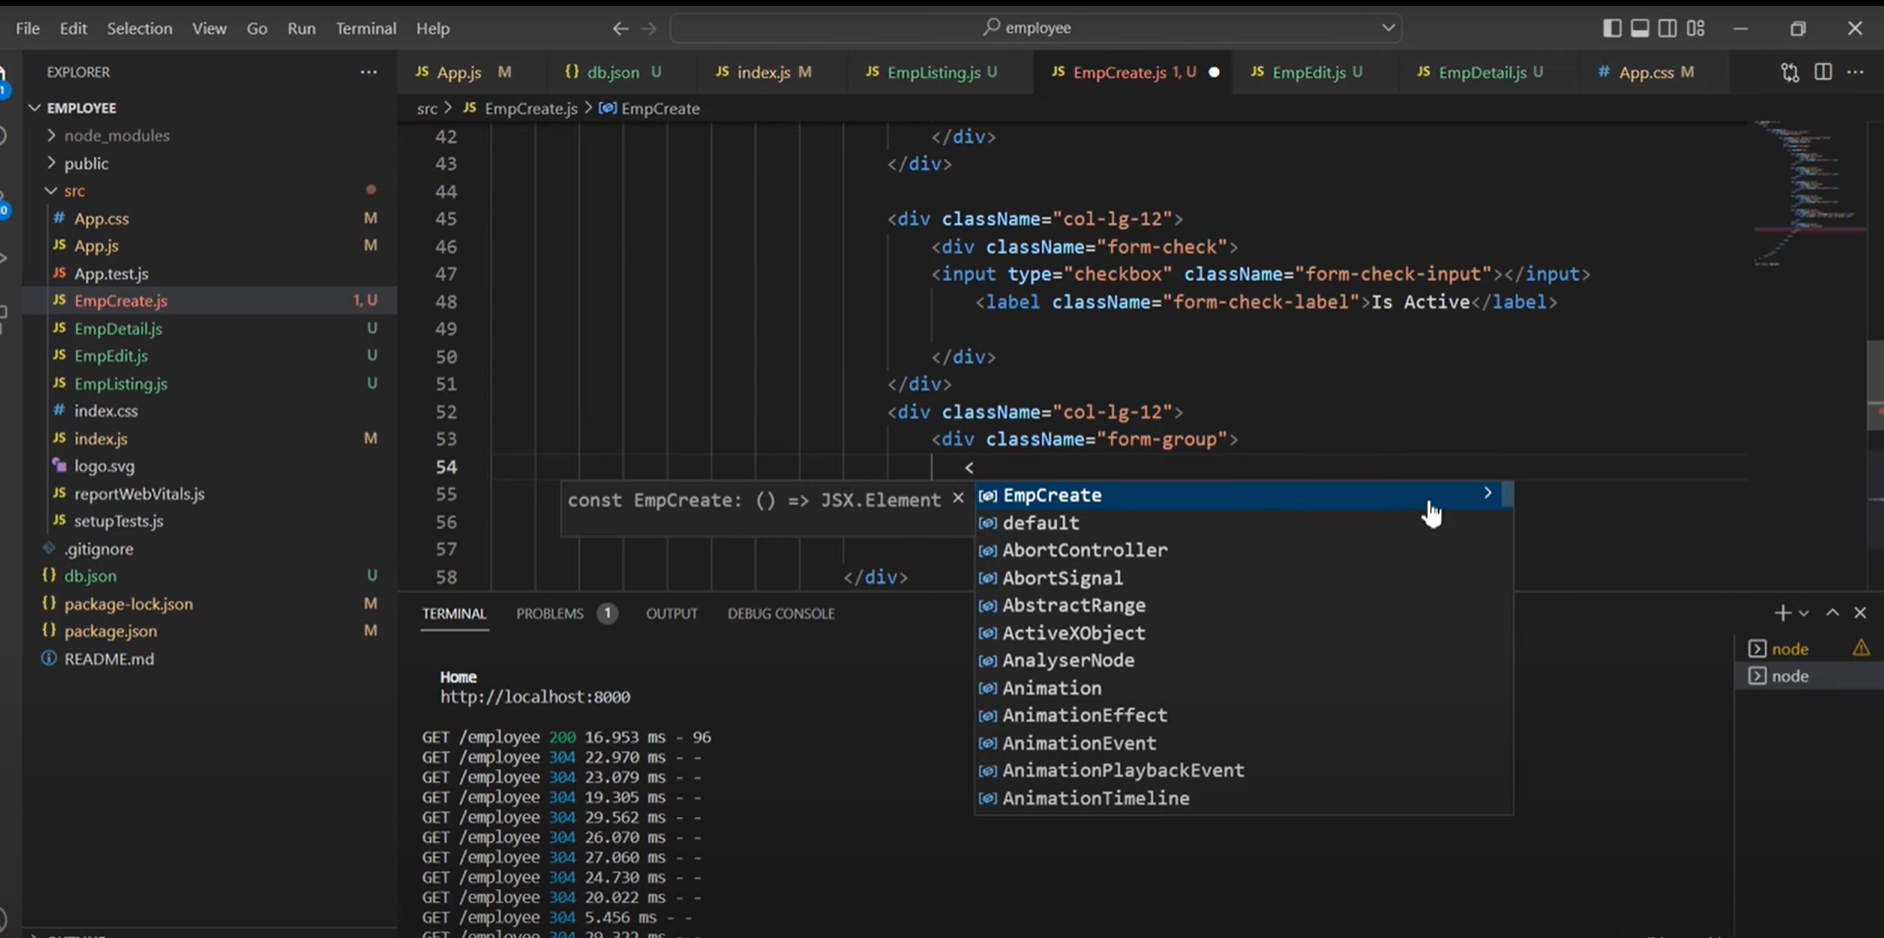 File Edit Selection View Go Run Terminal Help
employee
EXPLORER
App.js M
db.json U
index.js M
EmpListing.js U
EmpCreate.js 1, U
EmpEdit.js U
EmpDetail.js U
App.css M
EMPLOYEE
src > EmpCreate.js > EmpCreate
node_modules
public
src
App.css M
App.js M
App.test.js
EmpCreate.js 1, U
EmpDetail.js U
EmpEdit.js U
EmpListing.js U
index.css
index.js M
logo.svg
reportWebVitals.js
setupTests.js
.gitignore
db.json U
package-lock.json M
package.json M
README.md
42 </div>
43 </div>
44
45 <div className="col-lg-12">
46 <div className="form-check">
47 <input type="checkbox" className="form-check-input"></input>
48 <label className="form-check-label">Is Active</label>
49
50 </div>
51 </div>
52 <div className="col-lg-12">
53 <div className="form-group">
54 <
55
56
57
58 </div>
const EmpCreate: () => JSX.Element
EmpCreate
default
AbortController
AbortSignal
AbstractRange
ActiveXObject
AnalyserNode
Animation
AnimationEffect
AnimationEvent
AnimationPlaybackEvent
AnimationTimeline
TERMINAL PROBLEMS 1 OUTPUT DEBUG CONSOLE
node
node
Home
http://localhost:8000
GET /employee 200 16.953 ms - 96
GET /employee 304 22.970 ms - -
GET /employee 304 23.079 ms - -
GET /employee 304 19.305 ms - -
GET /employee 304 29.562 ms - -
GET /employee 304 26.070 ms - -
GET /employee 304 27.060 ms - -
GET /employee 304 24.730 ms - -
GET /employee 304 20.022 ms - -
GET /employee 304 5.456 ms - -
GET /employee 304 29.322 ms - -